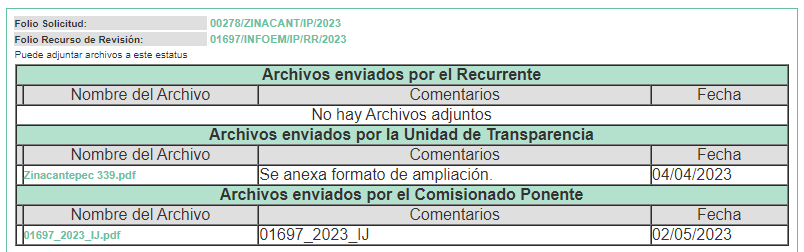 Folio Solicitud: 00278/ZINACANT/IP/2023
Folio Recurso de Revisión: 01697/INFOEM/IP/RR/2023
Puede adjuntar archivos a este estatus
Archivos enviados por el Recurrente
Nombre del Archivo Comentarios Fecha
No hay Archivos adjuntos
Archivos enviados por la Unidad de Transparencia
Nombre del Archivo Comentarios Fecha
Zinacantepec 339.pdf Se anexa formato de ampliación. 04/04/2023
Archivos enviados por el Comisionado Ponente
Nombre del Archivo Comentarios Fecha
01697_2023_IJ.pdf 01697_2023_IJ 02/05/2023